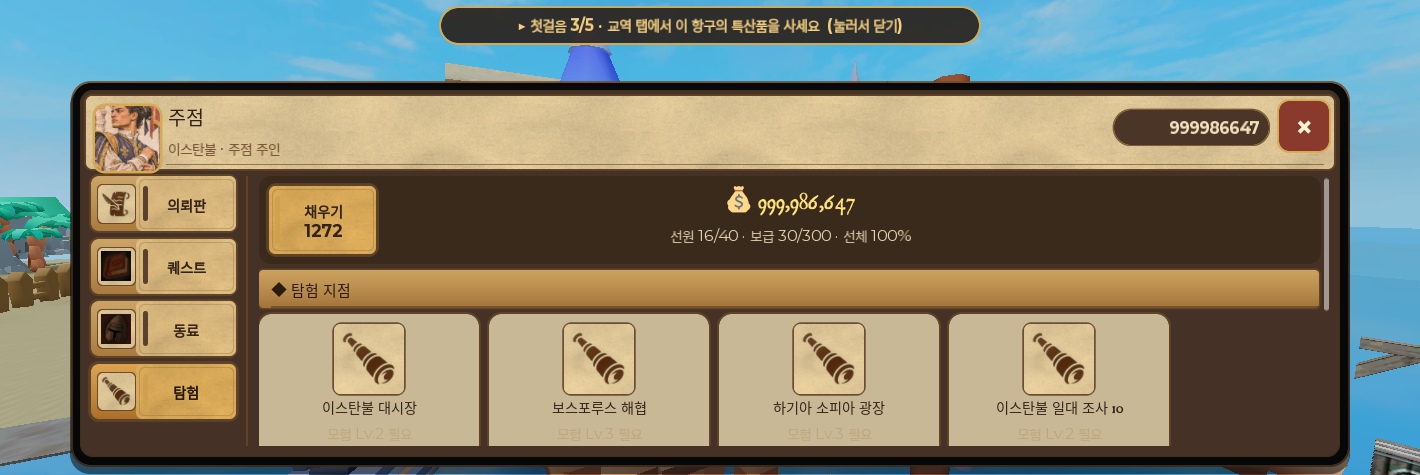 ▸ 첫걸음 3/5 · 교역 탭에서 이 항구의 특산품을 사세요 (눌러서 닫기)
주점
이스탄불 · 주점 주인
999986647
×
의뢰판
퀘스트
동료
탐험
채우기
1272
999,986,647
선원 16/40 · 보급 30/300 · 선체 100%
◆ 탐험 지점
이스탄불 대시장
모험 Lv.2 필요
보스포루스 해협
모험 Lv.3 필요
하기아 소피아 광장
모험 Lv.3 필요
이스탄불 일대 조사 10
모험 Lv.2 필요